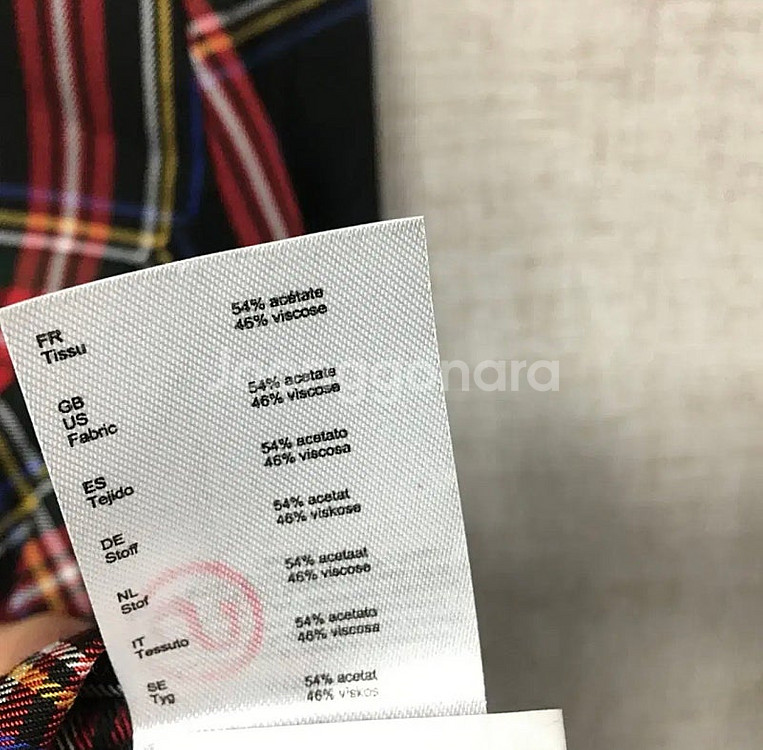 54% acétate
46% viscose
FR
Tissu
54% acetate
46% viscose
GB
US
Fabric
54% acetato
46% viscosa
ES
Tejido
54% acetat
46% viskose
DE
Stoff
54% acetaat
46% viscose
NL
Stof
54% acetato
46% viscosa
IT
Tessuto
54% acetat
46% viskos
SE
Tyg